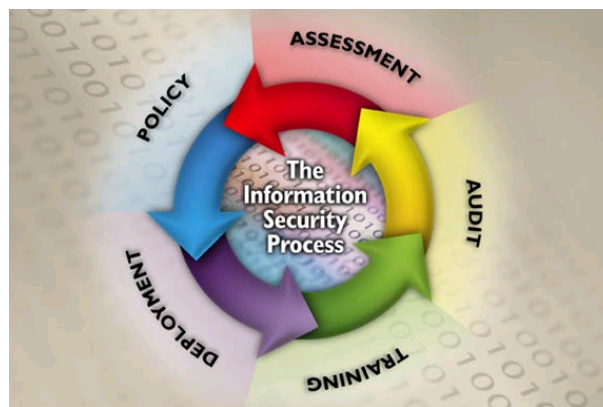 ASSESSMENT
POLICY
The
Information
Security
Process
AUDIT
DEPLOYMENT
TRAINING